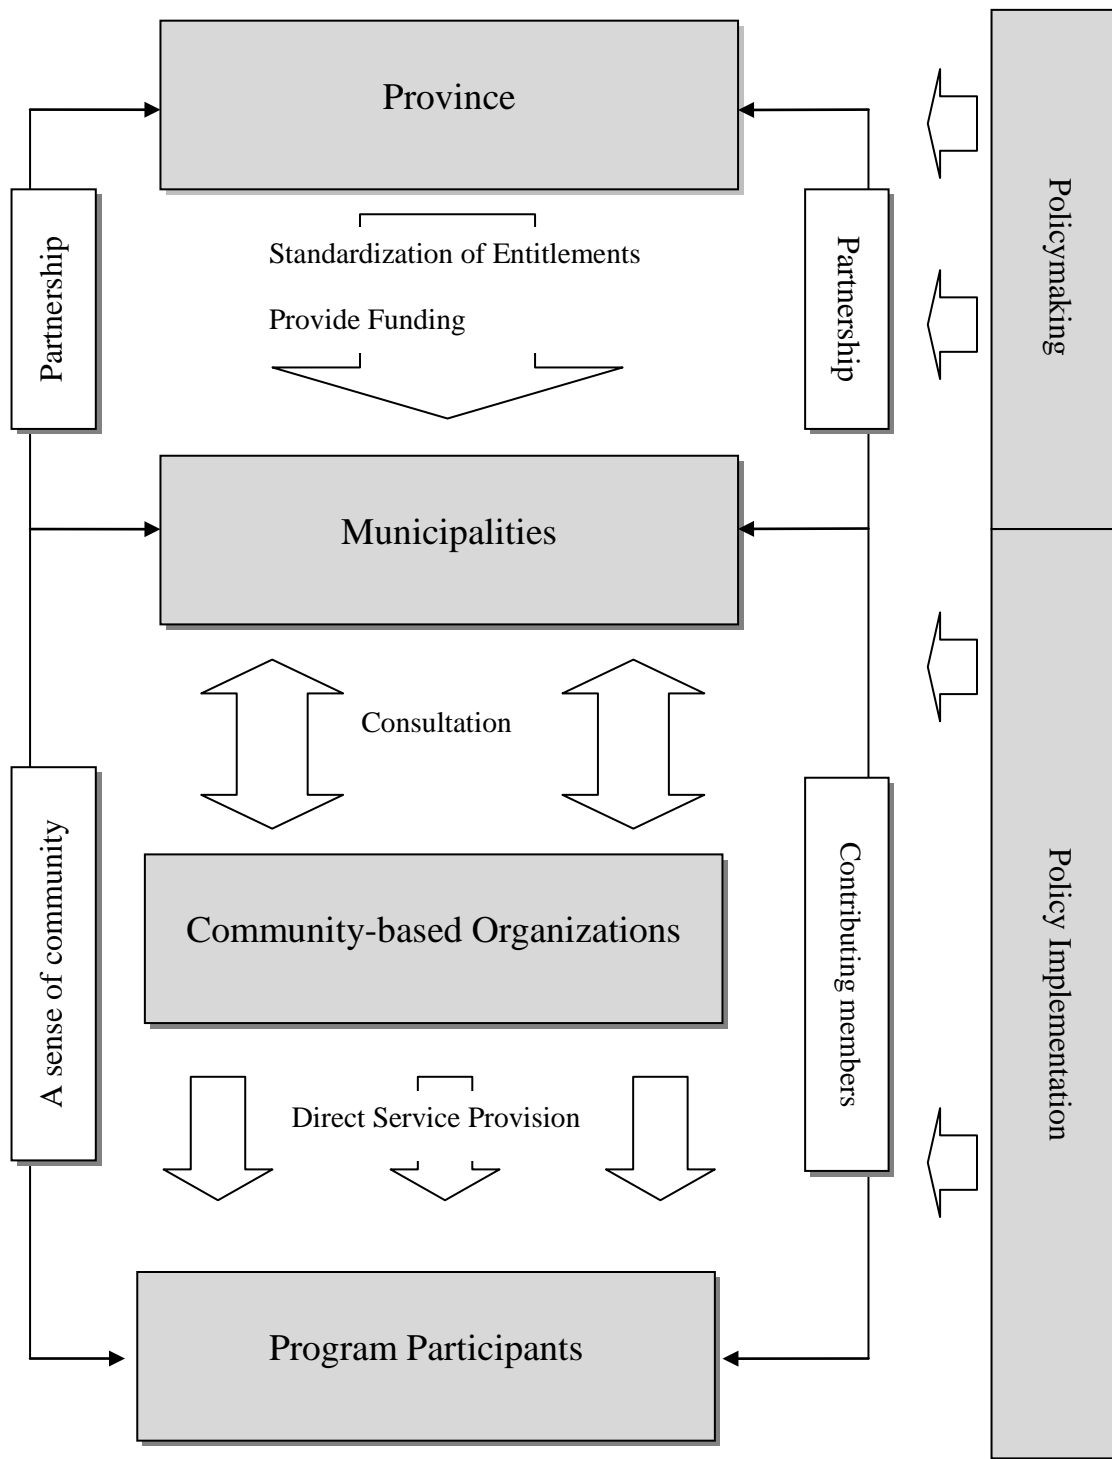 Province
Policymaking
Partnership
Partnership
Standardization of Entitlements
Provide Funding
Municipalities
Consultation
A sense of community
Contributing members
Policy Implementation
Community-based Organizations
Direct Service Provision
Program Participants